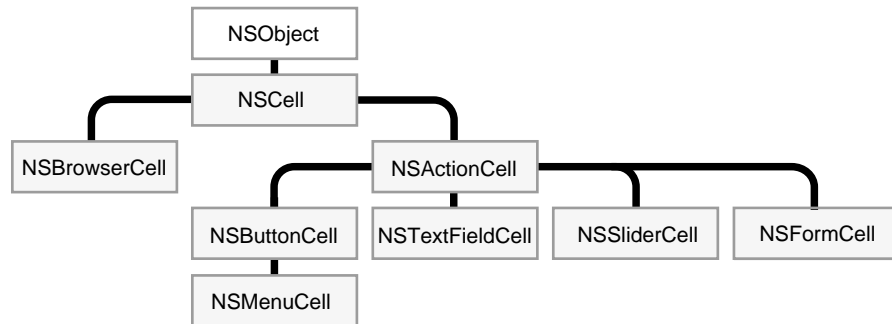 NSObject
NSCell
NSBrowserCell
NSActionCell
NSButtonCell
NSTextFieldCell
NSSliderCell
NSFormCell
NSMenuCell